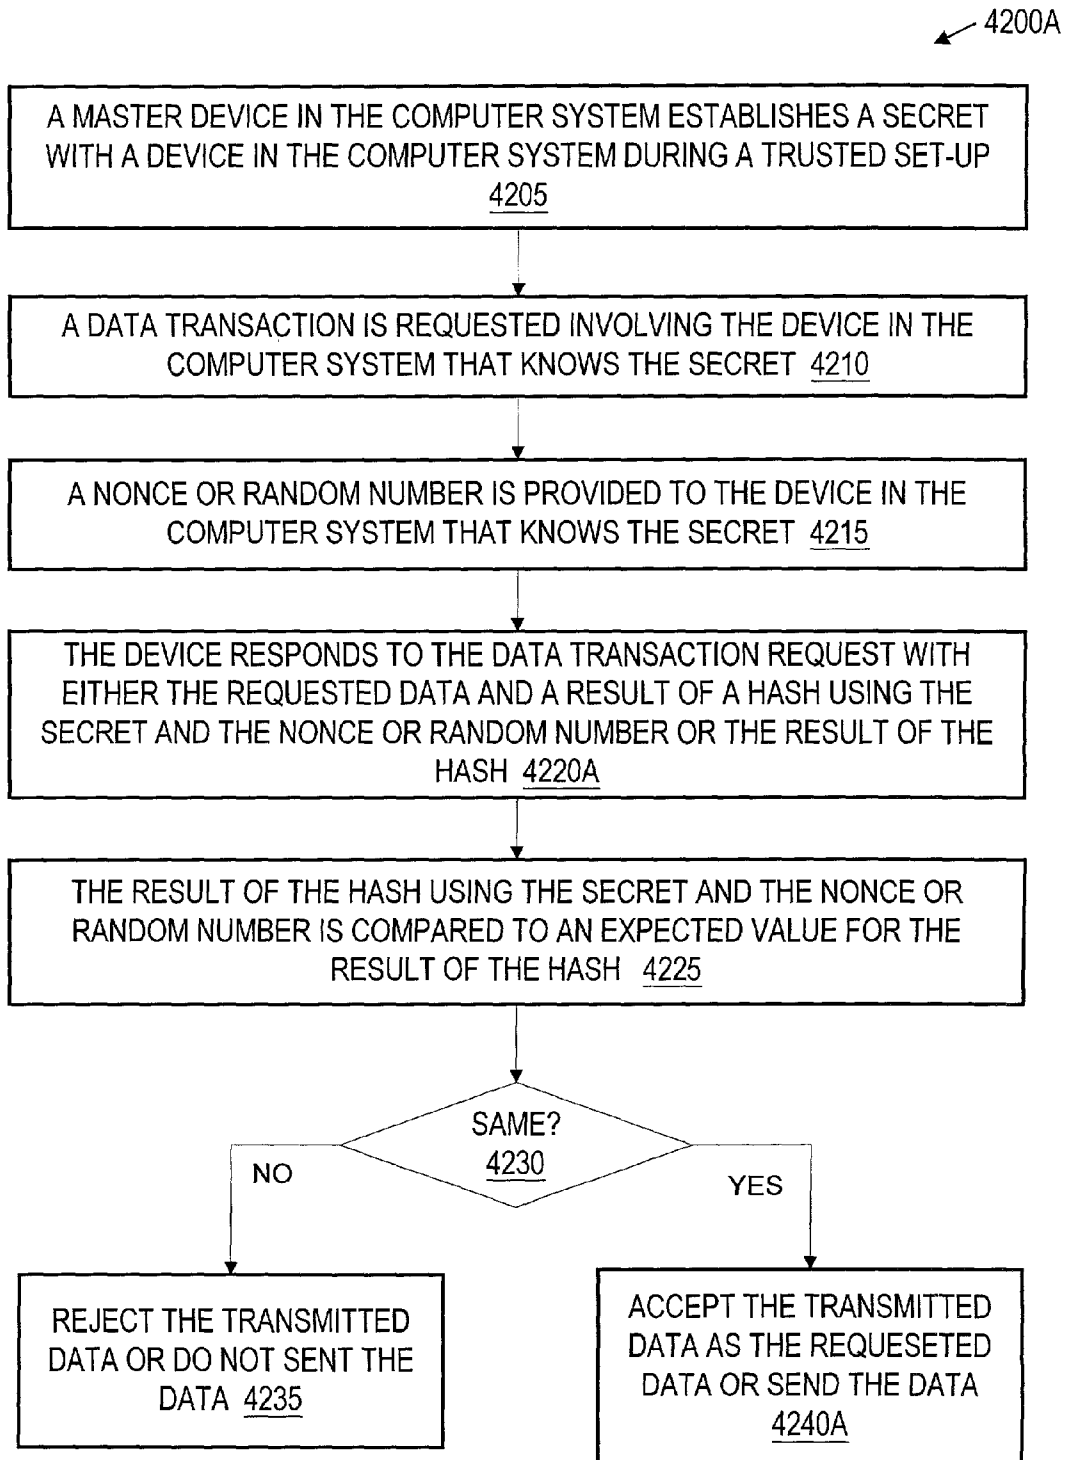 4200A
A MASTER DEVICE IN THE COMPUTER SYSTEM ESTABLISHES A SECRET
WITH A DEVICE IN THE COMPUTER SYSTEM DURING A TRUSTED SET-UP
4205
A DATA TRANSACTION IS REQUESTED INVOLVING THE DEVICE IN THE
COMPUTER SYSTEM THAT KNOWS THE SECRET 4210
A NONCE OR RANDOM NUMBER IS PROVIDED TO THE DEVICE IN THE
COMPUTER SYSTEM THAT KNOWS THE SECRET 4215
THE DEVICE RESPONDS TO THE DATA TRANSACTION REQUEST WITH
EITHER THE REQUESTED DATA AND A RESULT OF A HASH USING THE
SECRET AND THE NONCE OR RANDOM NUMBER OR THE RESULT OF THE
HASH 4220A
THE RESULT OF THE HASH USING THE SECRET AND THE NONCE OR
RANDOM NUMBER IS COMPARED TO AN EXPECTED VALUE FOR THE
RESULT OF THE HASH 4225
SAME?
4230
NO
YES
REJECT THE TRANSMITTED
DATA OR DO NOT SENT THE
DATA 4235
ACCEPT THE TRANSMITTED
DATA AS THE REQUESETED
DATA OR SEND THE DATA
4240A